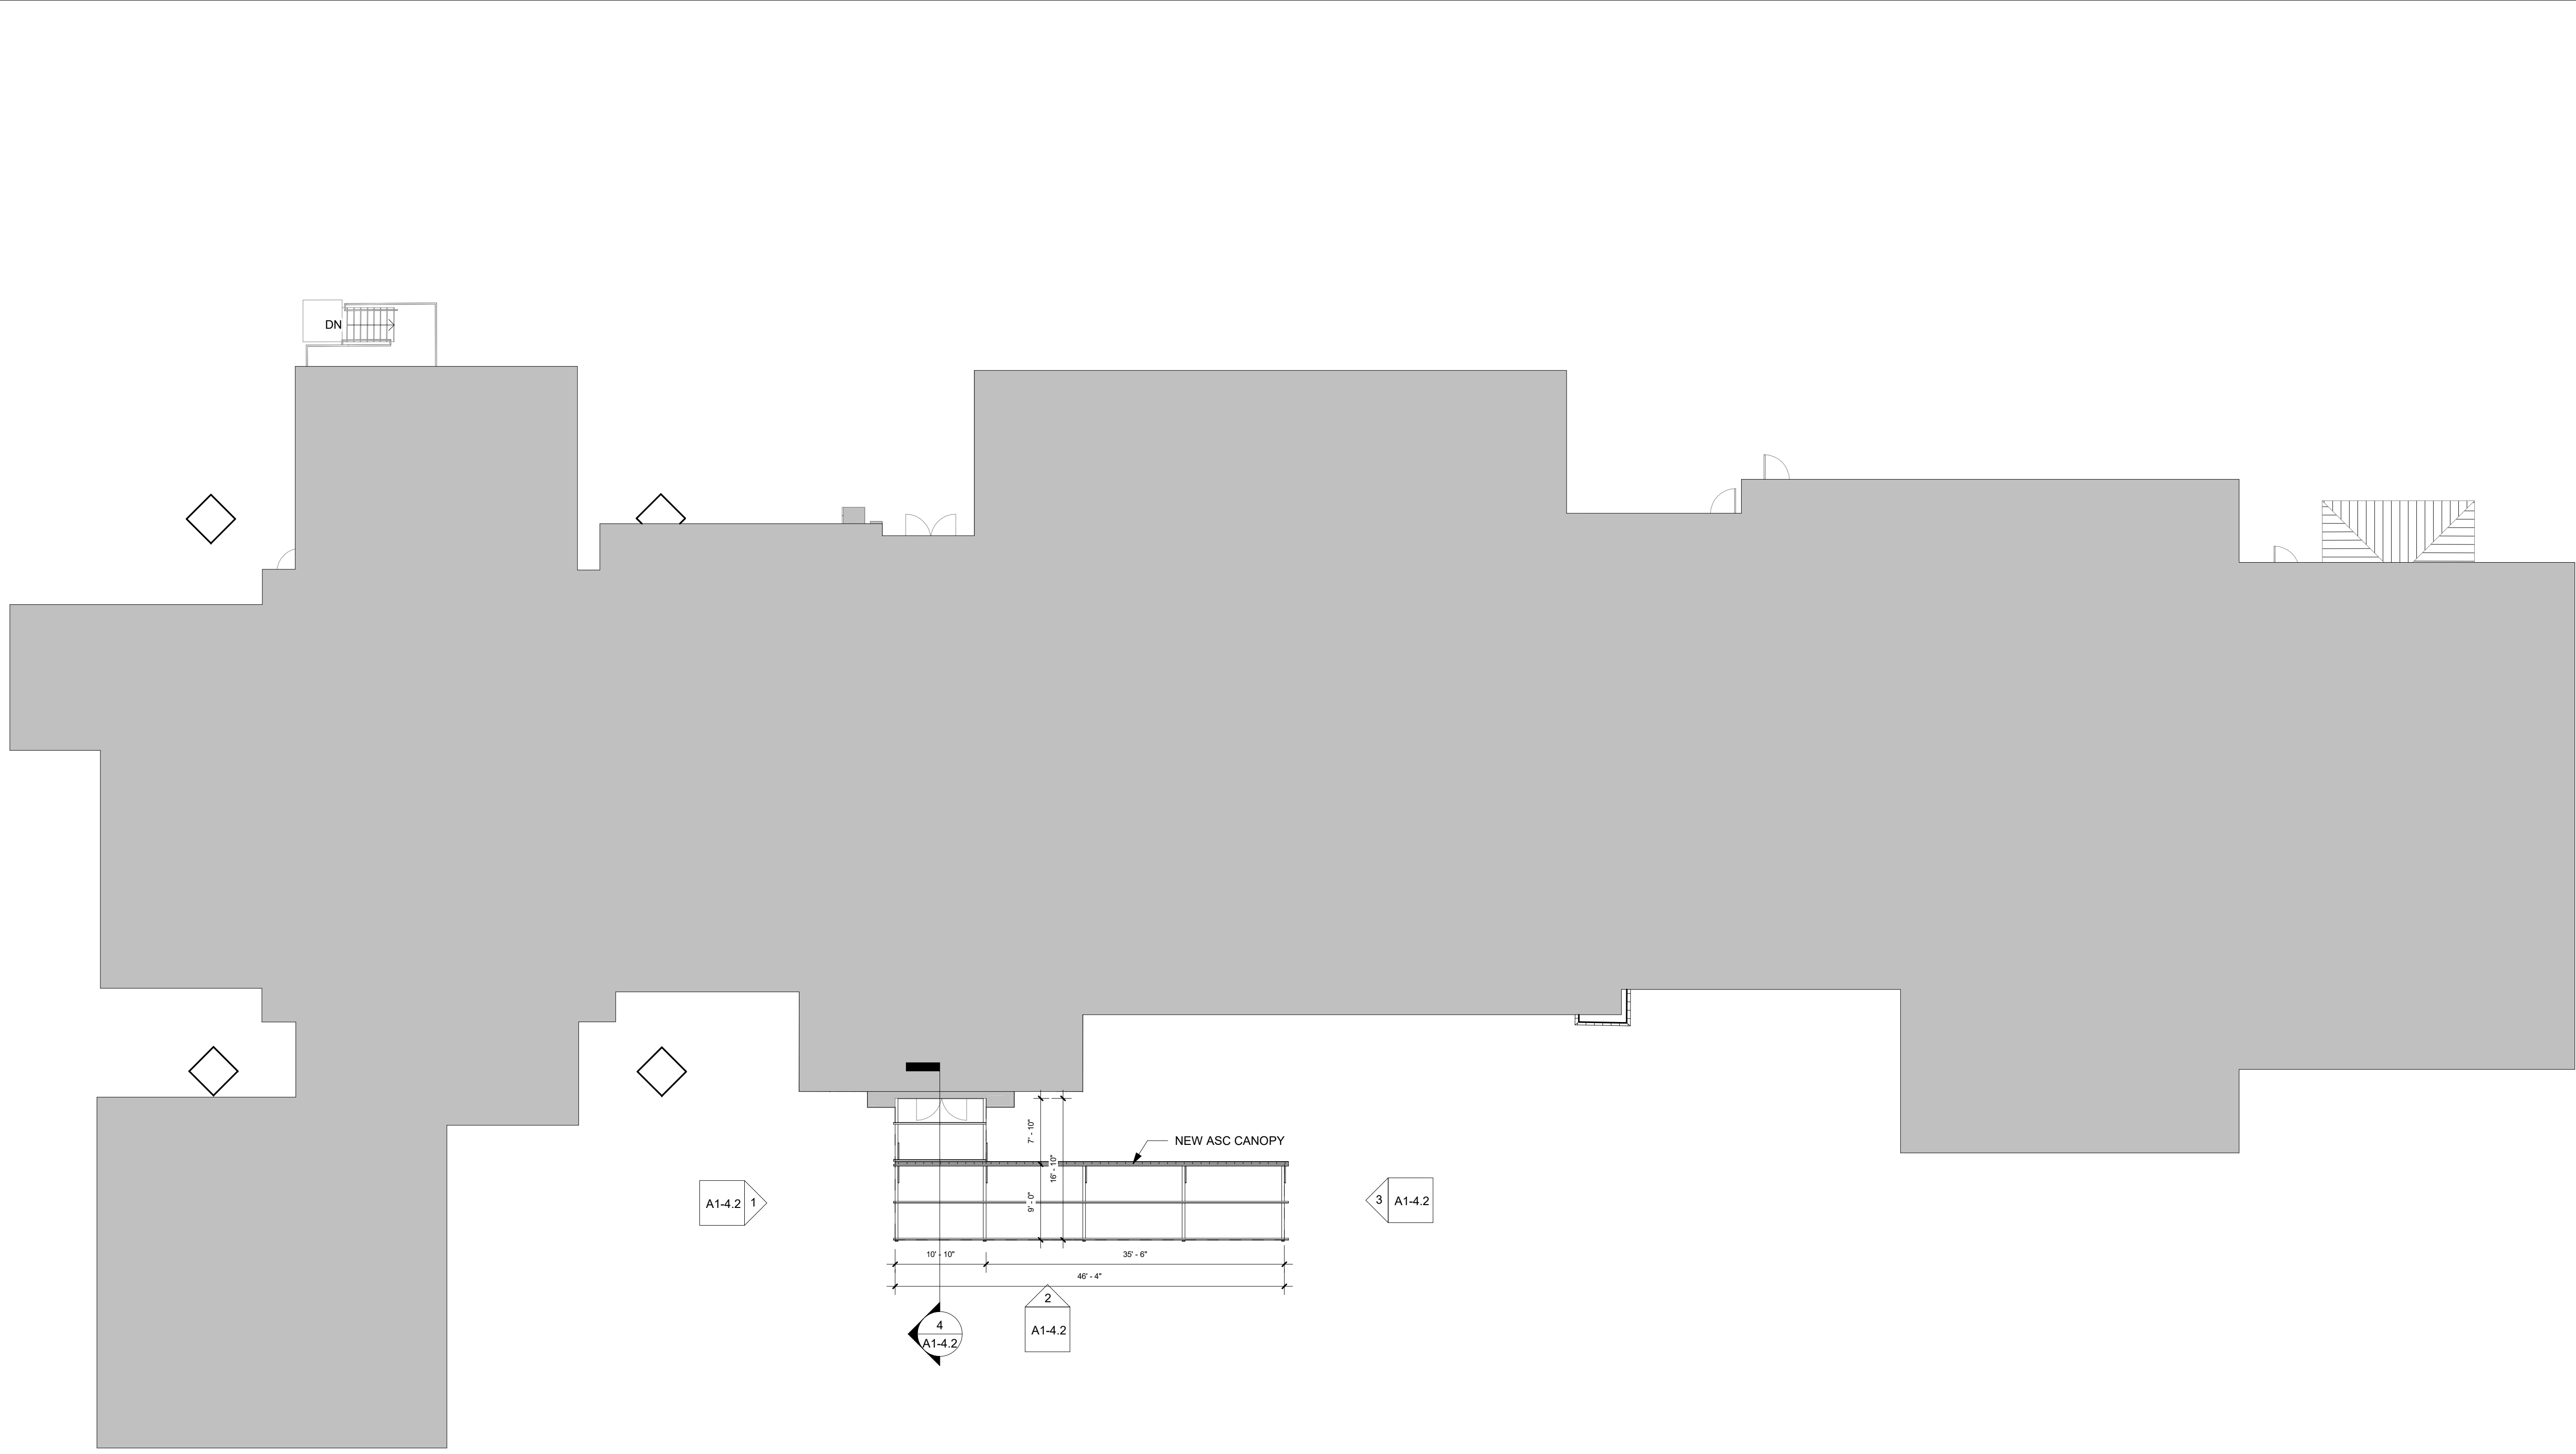 DN
7' - 10"
16' - 10"
NEW ASC CANOPY
9' - 0"
A1-4.2
1
3
A1-4.2
10' - 10"
35' - 6"
46' - 4"
2
A1-4.2
4
A1-4.2